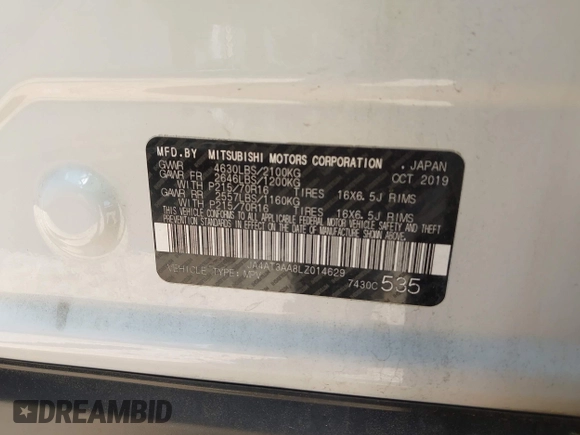 MFD.BY MITSUBISHI MOTORS CORPORATION . JAPAN
GVWR 4630LBS/2100KG OCT 2019
GAWR FR 2646LBS/1200KG
WITH P215/70R16 TIRES 16X6.5J RIMS
GAWR RR 2557LBS/1160KG
WITH P215/70R16 TIRES 16X6.5J RIMS
THIS VEHICLE CONFORMS TO ALL APPLICABLE
FEDERAL MOTOR VEHICLE SAFETY AND THEFT
PREVENTION STANDARDS IN EFFECT ON THE DATE
OF MANUFACTURE SHOWN ABOVE.
JA4AT3AA8LZ014629
VEHICLE TYPE:MPV 7430C 535
DREAMBID